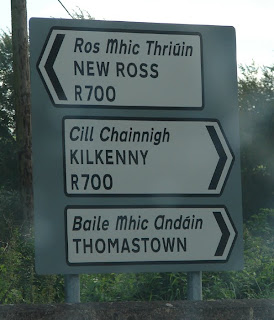 Ros Mhic Thriúin
NEW ROSS
R700
Cill Chainnigh
KILKENNY
R700
Baile Mhic Andáin
THOMASTOWN